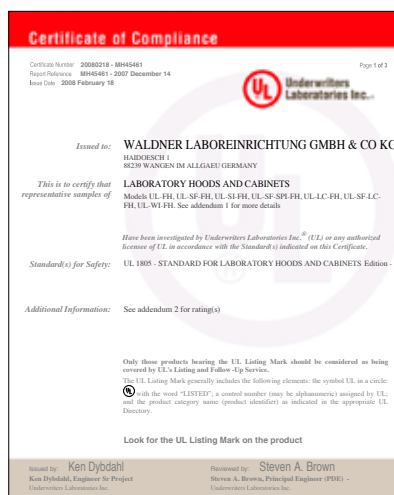 Certificate of Compliance
Certificate Number 20080218 - MH45461
Page 1 of 3
Report Reference MH45461 - 2007 December 14
Issue Date 2008 February 18
UL
Underwriters
Laboratories Inc.
Issued to: WALDNER LABOREINRICHTUNG GMBH & CO KG
HAIDOESCH 1
88239 WANGEN IM ALLGAEU GERMANY
This is to certify that LABORATORY HOODS AND CABINETS
representative samples of Models UL-FH, UL-SF-FH, UL-SI-FH, UL-SF-SPI-FH, UL-LC-FH, UL-SF-LC-
FH, UL-WI-FH. See addendum 1 for more details
Have been investigated by Underwriters Laboratories Inc.® (UL) or any authorized
licensee of UL in accordance with the Standard(s) indicated on this Certificate.
Standard(s) for Safety: UL 1805 - STANDARD FOR LABORATORY HOODS AND CABINETS Edition -
Additional Information: See addendum 2 for rating(s)
Only those products bearing the UL Listing Mark should be considered as being
covered by UL's Listing and Follow-Up Service.
The UL Listing Mark generally includes the following elements: the symbol UL in a circle:
UL with the word "LISTED"; a control number (may be alphanumeric) assigned by UL;
and the product category name (product identifier) as indicated in the appropriate UL
Directory.
Look for the UL Listing Mark on the product
Issued by: Ken Dybdahl
Reviewed by: Steven A. Brown
Ken Dybdahl, Engineer Sr Project
Steven A. Brown, Principal Engineer (PDE) -
Underwriters Laboratories Inc.
Underwriters Laboratories Inc.